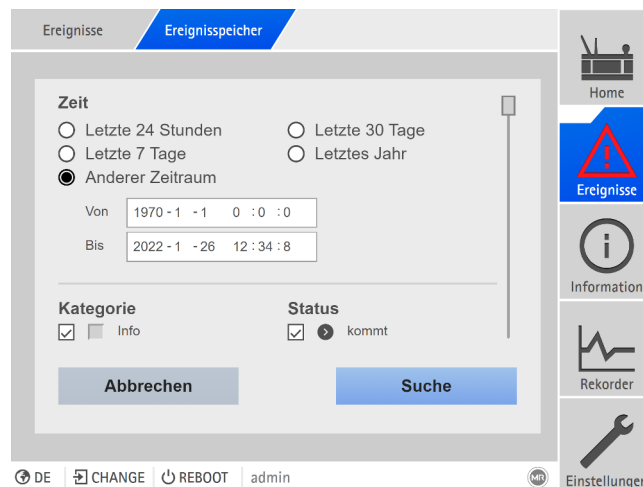 Ereignisse
Ereignisspeicher
Home
Zeit
Letzte 24 Stunden
Letzte 30 Tage
Letzte 7 Tage
Letztes Jahr
Anderer Zeitraum
Von 1970 - 1 - 1 0 : 0 : 0
Bis 2022 - 1 - 26 12 : 34 : 8
Ereignisse
Information
Kategorie
Status
Info
kommt
Rekorder
Abbrechen
Suche
DE CHANGE REBOOT admin
MR
Einstellungen